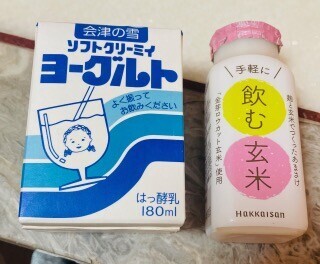 会津の雪
ソフトクリーミィ
ヨーグルト
よく振って
お飲みください
はっ酵乳
180ml
手軽に
飲む
玄米
麹と玄米でつくったあまさけ
「金芽ロウカット玄米」使用
Hakkaisan